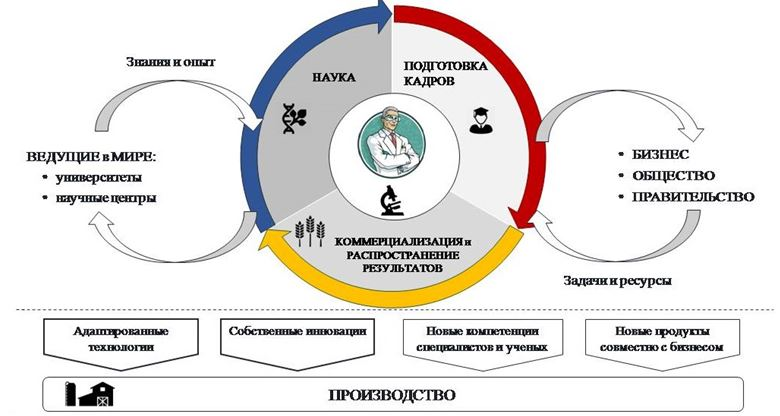 Знания и опыт
НАУКА
ПОДГОТОВКА
КАДРОВ
ВЕДУЩИЕ в МИРЕ:
• университеты
• научные центры
• БИЗНЕС
• ОБЩЕСТВО
• ПРАВИТЕЛЬСТВО
КОММЕРЦИАЛИЗАЦИЯ и
РАСПРОСТРАНЕНИЕ
РЕЗУЛЬТАТОВ
Задачи и ресурсы
Адаптированные
технологии
Собственные инновации
Новые компетенции
специалистов и ученых
Новые продукты
совместно с бизнесом
ПРОИЗВОДСТВО